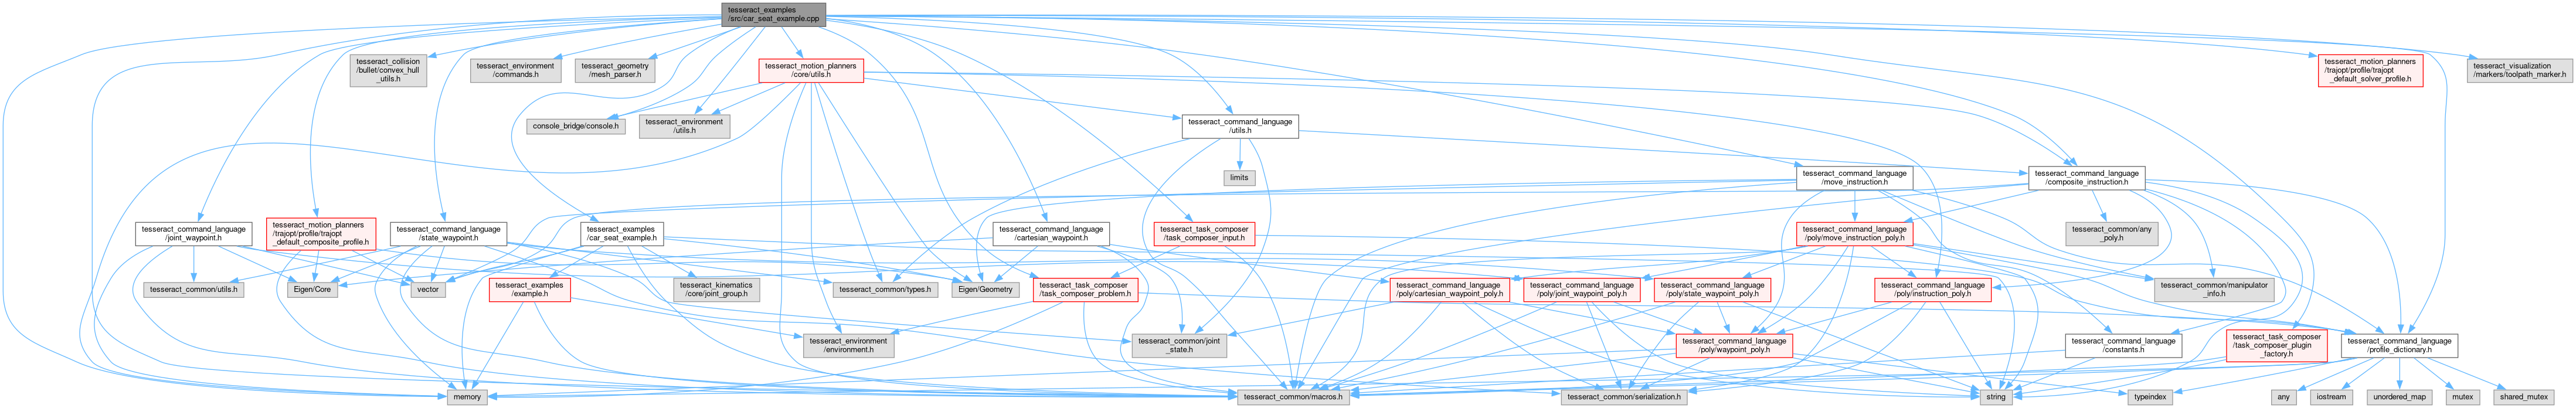 tesseract_examples
/src/car_seat_example.cpp
tesseract_collision
/bullet/convex_hull
_utils.h
tesseract_environment
/commands.h
tesseract_geometry
/mesh_parser.h
tesseract_motion_planners
/core/utils.h
tesseract_motion_planners
/trajopt/profile/trajopt
_default_solver_profile.h
tesseract_visualization
/markers/toolpath_marker.h
console_bridge/console.h
tesseract_environment
/utils.h
tesseract_command_language
/utils.h
limits
tesseract_command_language
/move_instruction.h
tesseract_command_language
/composite_instruction.h
tesseract_command_language
/joint_waypoint.h
tesseract_motion_planners
/trajopt/profile/trajopt
_default_composite_profile.h
tesseract_command_language
/state_waypoint.h
tesseract_examples
/car_seat_example.h
tesseract_command_language
/cartesian_waypoint.h
tesseract_task_composer
/task_composer_input.h
tesseract_command_language
/poly/move_instruction_poly.h
tesseract_common/any
_poly.h
tesseract_common/utils.h
Eigen/Core
vector
tesseract_examples
/example.h
tesseract_kinematics
/core/joint_group.h
tesseract_common/types.h
Eigen/Geometry
tesseract_task_composer
/task_composer_problem.h
tesseract_command_language
/poly/cartesian_waypoint_poly.h
tesseract_command_language
/poly/joint_waypoint_poly.h
tesseract_command_language
/poly/state_waypoint_poly.h
tesseract_command_language
/poly/instruction_poly.h
tesseract_common/manipulator
_info.h
tesseract_environment
/environment.h
tesseract_common/joint
_state.h
tesseract_command_language
/poly/waypoint_poly.h
tesseract_command_language
/constants.h
tesseract_task_composer
/task_composer_plugin
_factory.h
tesseract_command_language
/profile_dictionary.h
memory
tesseract_common/macros.h
tesseract_common/serialization.h
string
typeindex
any
iostream
unordered_map
mutex
shared_mutex